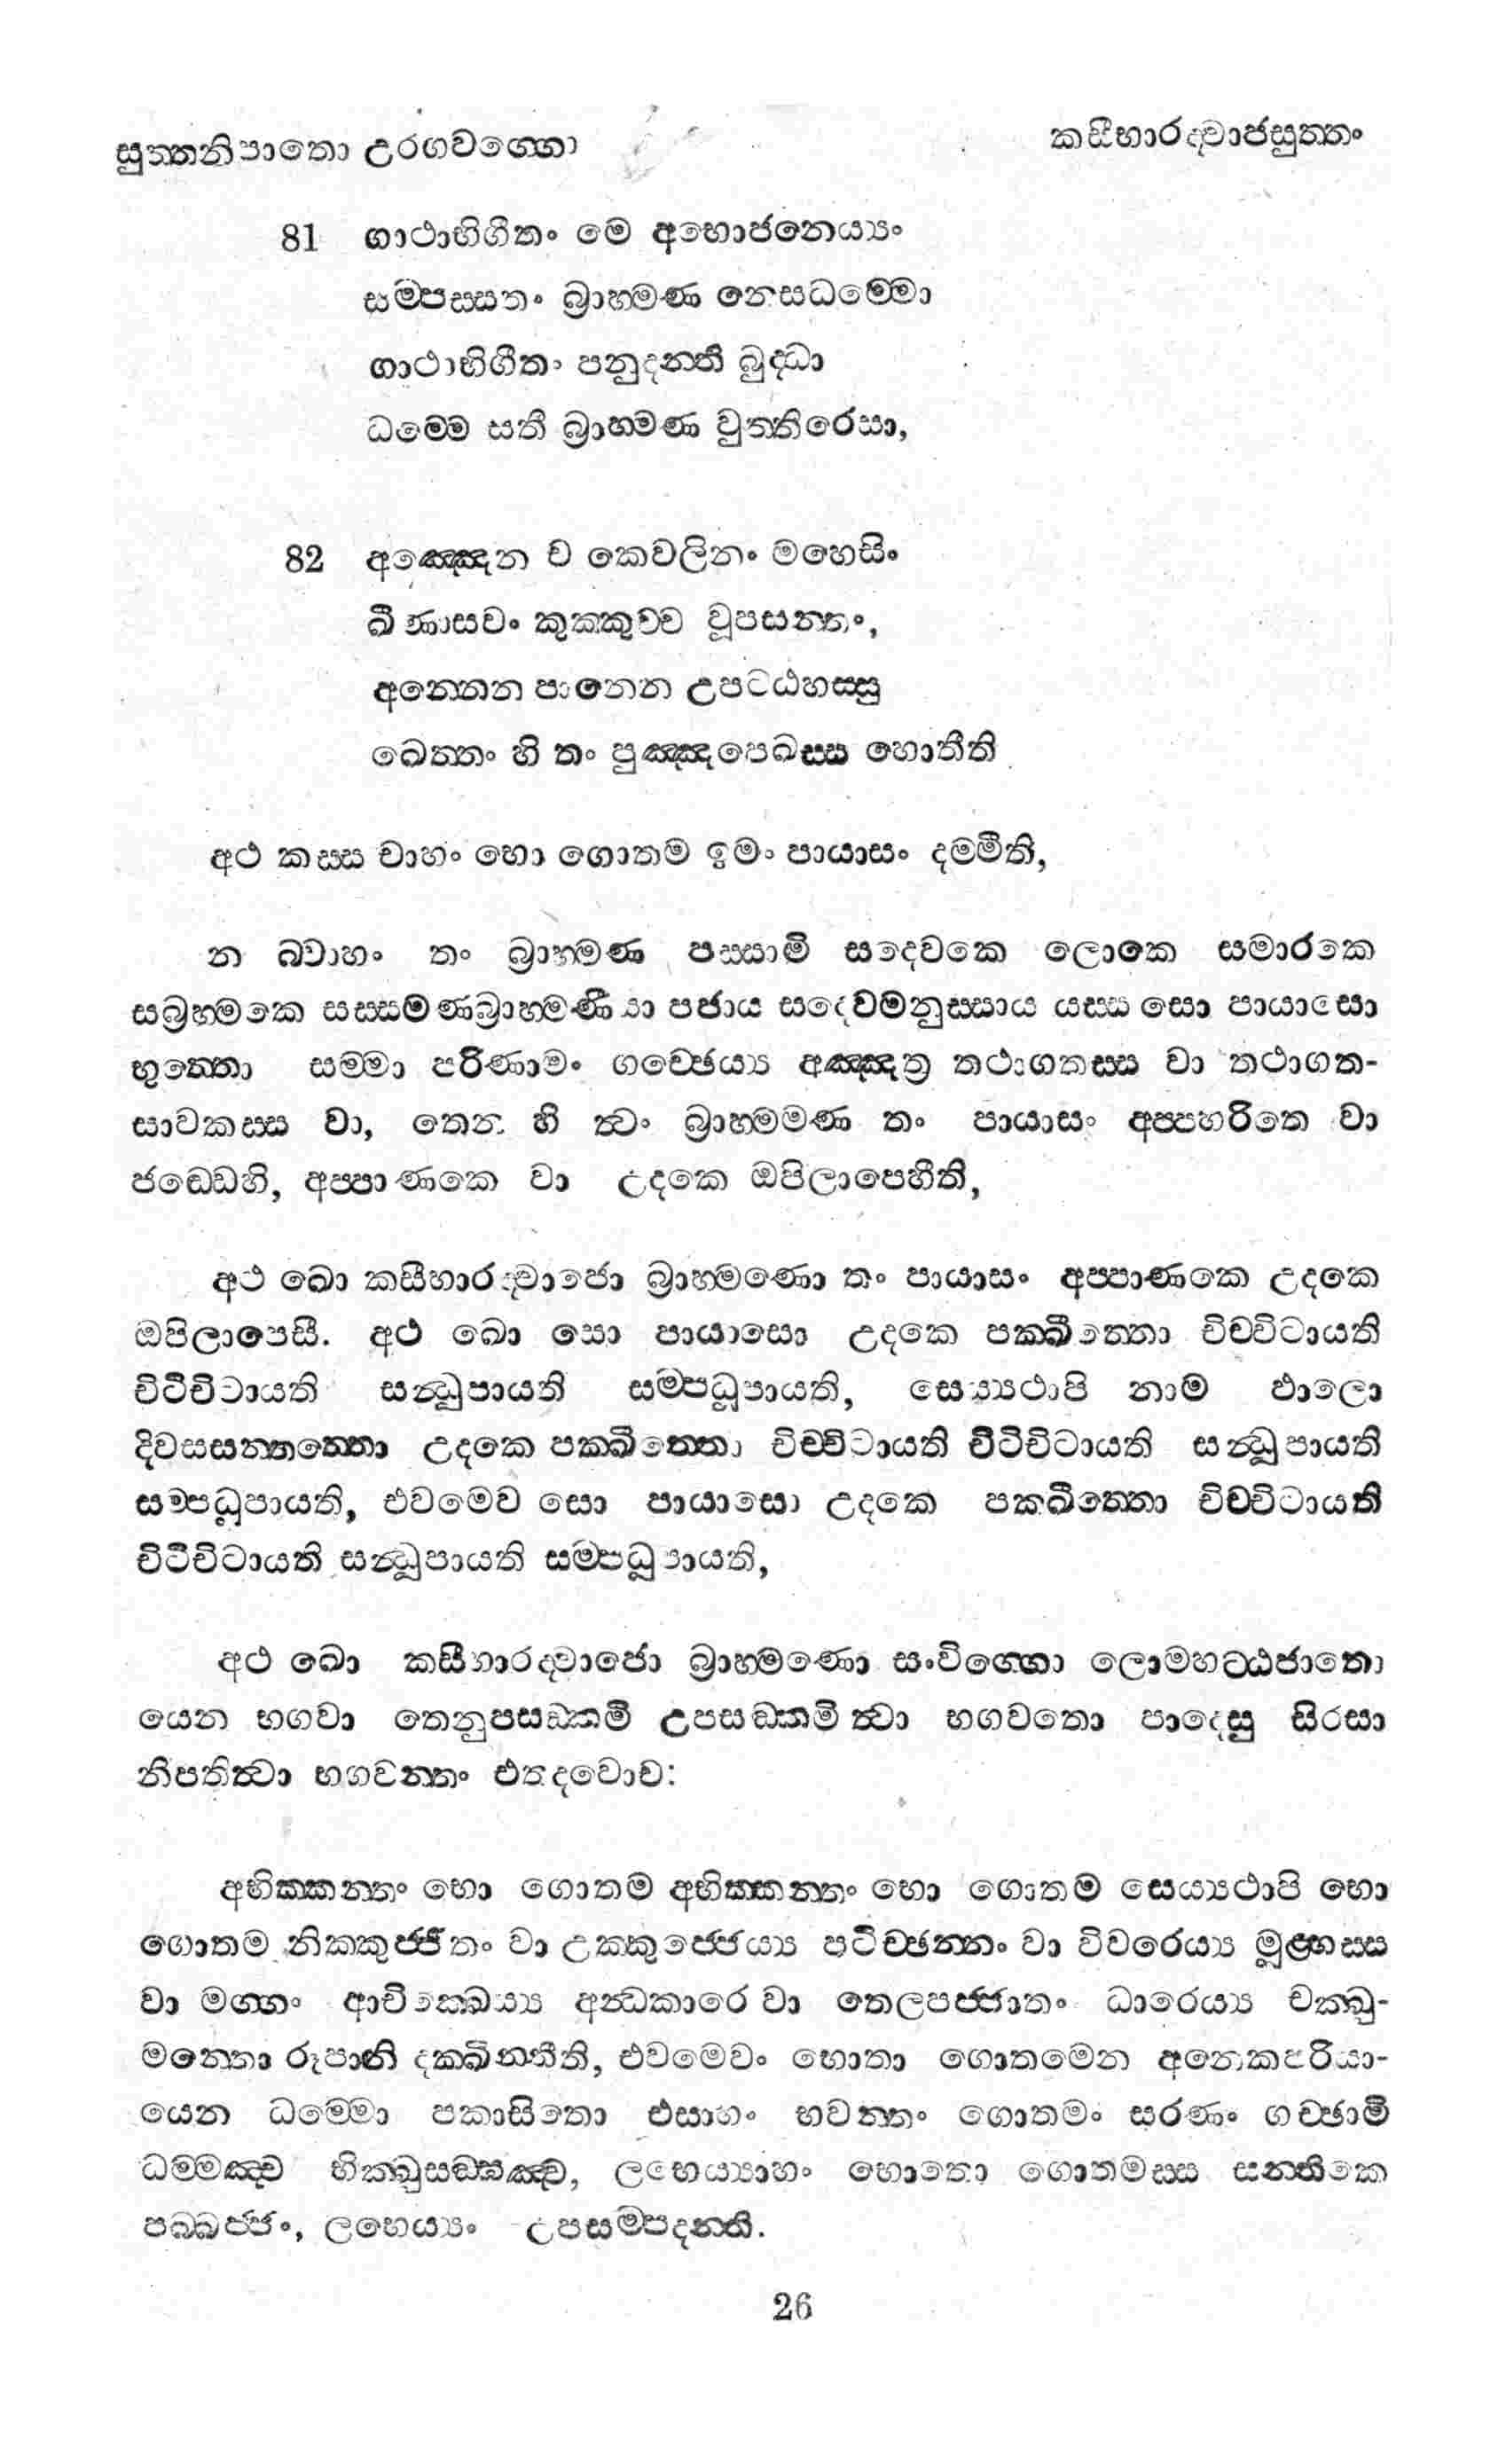 සුත්තනිපාතො උරගවග්ගො
කසීභාරද්වාජසුත්තං
81 ගාථාභිගීතං මෙ අභොජනෙය්‍යං
සම්පස්සතං බ්‍රාහ්මණ නෙසධම්මො
ගාථාභිගීතං පනුදන්ති බුද්ධා
ධම්මෙ සතී බ්‍රාහ්මණ වුත්තිරෙසා,
82 අඤ්ඤෙන ච කෙවලිනං මහෙසිං
ඛීණාසවං කුක්කුච්ච වූපසන්තං,
අන්නෙන පානෙන උපට්ඨහස්සු
ඛෙත්තං හි තං පුඤ්ඤපෙඛස්ස හොතීති
අථ කස්ස චාහං භො ගොතම ඉමං පායාසං දම්මීති,
න බ්වාහං තං බ්‍රාහ්මණ පස්සාමි සදෙවකෙ ලොකෙ සමාරකෙ
සබ්‍රහ්මකෙ සස්සමණබ්‍රාහ්මණියා පජාය සදෙවමනුස්සාය යස්ස සො පායාසො
භුත්තො සම්මා පරිණාමං ගච්ඡෙය්‍ය අඤ්ඤත්‍ර තථාගතස්ස වා තථාගත-
සාවකස්ස වා, තෙන හි ත්වං බ්‍රාහ්මමණ තං පායාසං අප්පහරිතෙ වා
ජඩ්ඩෙහි, අප්පාණකෙ වා උදකෙ ඔපිලාපෙහීති,
අථ ඛො කසීහාරද්වාජො බ්‍රාහ්මණො තං පායාසං අප්පාණකෙ උදකෙ
ඔපිලාපෙසී. අථ ඛො සො පායාසො උදකෙ පක්ඛිත්තො චිච්චිටායති
චිටිචිටායති සන්ධූපායති සම්පධූපායති, සෙය්‍යථාපි නාම ඵාලො
දිවසසන්තත්තො උදකෙ පක්ඛිත්තො චිච්චිටායති චිටිචිටායති සන්ධූපායති
සම්පධූපායති, එවමෙව සො පායාසො උදකෙ පක්ඛිත්තො චිච්චිටායති
චිටිචිටායති සන්ධූපායති සම්පධූපායති,
අථ ඛො කසීභාරද්වාජො බ්‍රාහ්මණො සංවිග්ගො ලොමහට්ඨජාතො
යෙන භගවා තෙනුපසඞ්කමි උපසඞ්කමිත්වා භගවතො පාදෙසු සිරසා
නිපතිත්වා භගවන්තං එතදවොච:
අභික්කන්තං භො ගොතම අභික්කන්තං භො ගොතම සෙය්‍යථාපි භො
ගොතම නික්කුජ්ජිතං වා උක්කුජ්ජෙය්‍ය පටිච්ඡන්නං වා විවරෙය්‍ය මූළ්හස්ස
වා මග්ගං ආචික්ඛෙය්‍ය අන්ධකාරෙ වා තෙලපජ්ජොතං ධාරෙය්‍ය චක්ඛු-
මන්තො රූපානි දක්ඛින්තීති, එවමෙවං භොතා ගොතමෙන අනෙකපරියා-
යෙන ධම්මො පකාසිතො එසාහං භවන්තං ගොතමං සරණං ගච්ඡාමි
ධම්මඤ්ච භික්ඛුසඞ්ඝඤ්ච, ලභෙය්‍යාහං භොතො ගොතමස්ස සන්තිකෙ
පබ්බජ්ජං, ලභෙය්‍යං උපසම්පදන්ති.
26